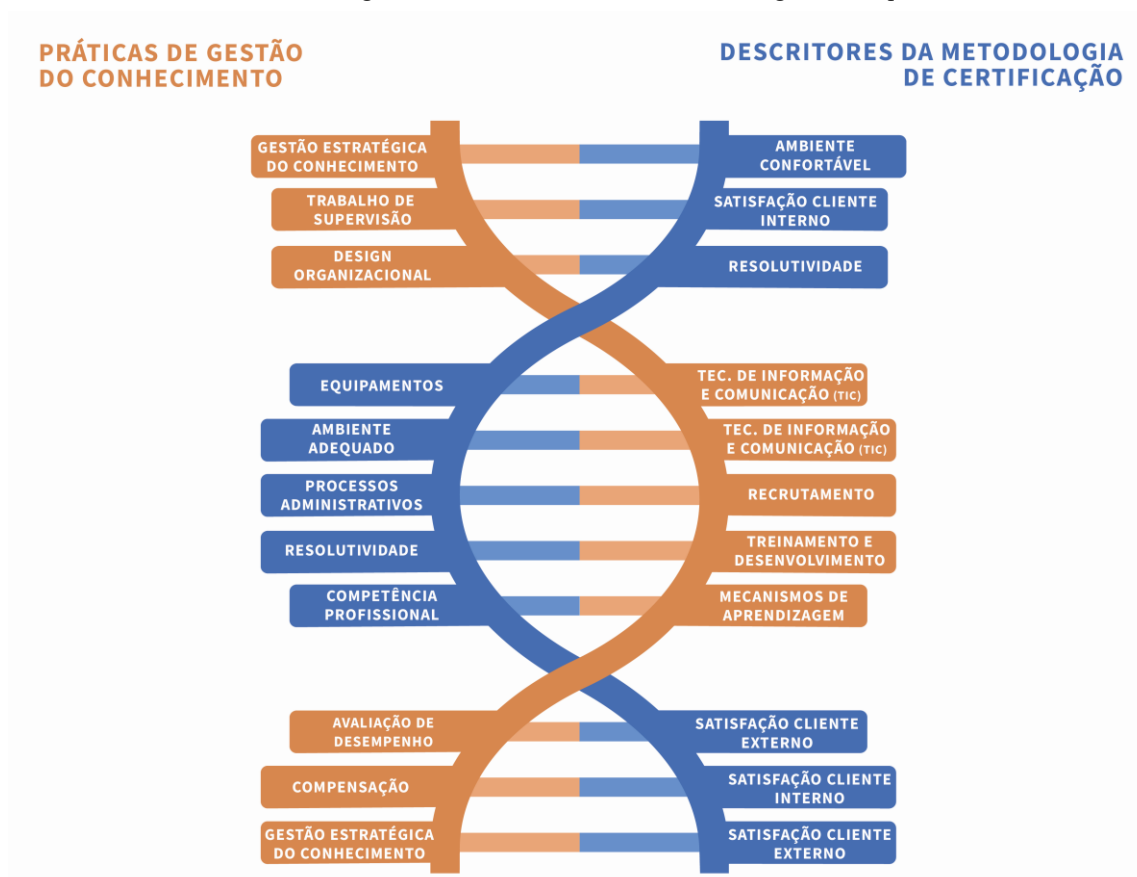 PRÁTICAS DE GESTÃO
DO CONHECIMENTO
DESCRITORES DA METODOLOGIA
DE CERTIFICAÇÃO
GESTÃO ESTRATÉGICA
DO CONHECIMENTO
AMBIENTE
CONFORTÁVEL
TRABALHO DE
SUPERVISÃO
SATISFAÇÃO CLIENTE
INTERNO
DESIGN
ORGANIZACIONAL
RESOLUTIVIDADE
EQUIPAMENTOS
TEC. DE INFORMAÇÃO
E COMUNICAÇÃO (TIC)
AMBIENTE
ADEQUADO
TEC. DE INFORMAÇÃO
E COMUNICAÇÃO (TIC)
PROCESSOS
ADMINISTRATIVOS
RECRUTAMENTO
RESOLUTIVIDADE
TREINAMENTO E
DESENVOLVIMENTO
COMPETÊNCIA
PROFISSIONAL
MECANISMOS DE
APRENDIZAGEM
AVALIAÇÃO DE
DESEMPENHO
SATISFAÇÃO CLIENTE
EXTERNO
COMPENSAÇÃO
SATISFAÇÃO CLIENTE
INTERNO
GESTÃO ESTRATÉGICA
DO CONHECIMENTO
SATISFAÇÃO CLIENTE
EXTERNO